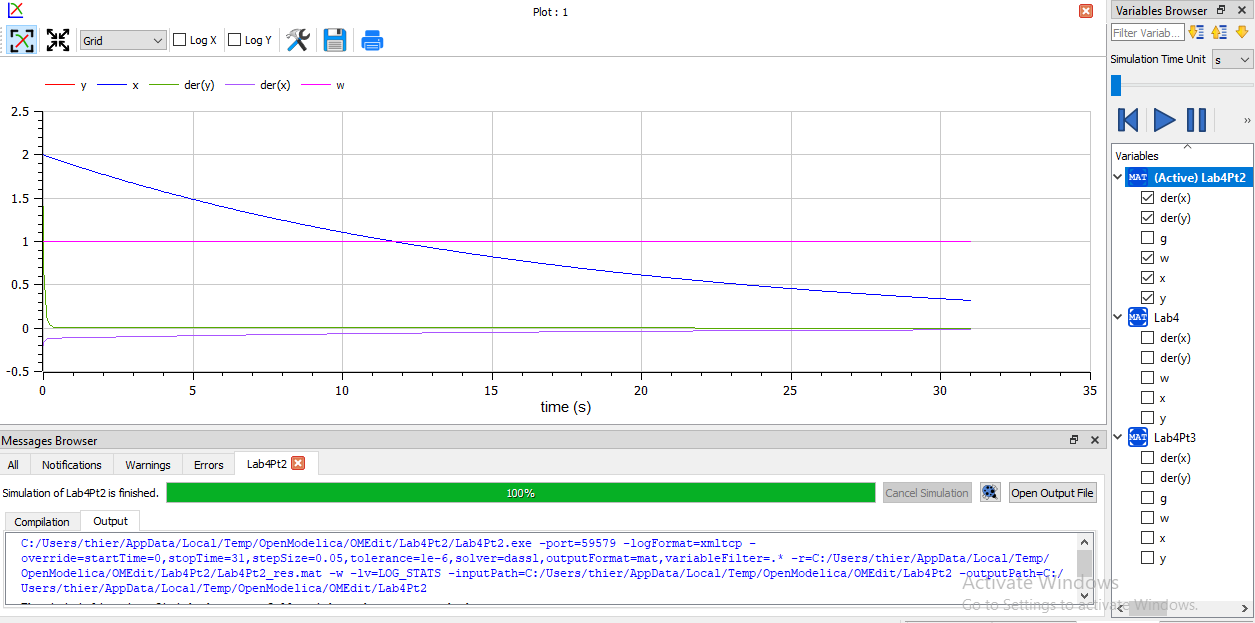 Plot : 1
Grid
Log X
Log Y
y x der(y) der(x) w
2.5
2
1.5
1
0.5
0
-0.5
0 5 10 15 20 25 30 35
time (s)
Messages Browser
All Notifications Warnings Errors Lab4Pt2
Simulation of Lab4Pt2 is finished.
100%
Cancel Simulation
Open Output File
Compilation Output
C:/Users/thier/AppData/Local/Temp/OpenModelica/OMEdit/Lab4Pt2/Lab4Pt2.exe -port=59579 -logFormat=xmltcp -
override=startTime=0,stopTime=31,stepSize=0.05,tolerance=1e-6,solver=dassl,outputFormat=mat,variableFilter=.* -r=C:/Users/thier/AppData/Local/Temp/
OpenModelica/OMEdit/Lab4Pt2/Lab4Pt2_res.mat -w -lv=LOG_STATS -inputPath=C:/Users/thier/AppData/Local/Temp/OpenModelica/OMEdit/Lab4Pt2 -outputPath=C:/
Users/thier/AppData/Local/Temp/OpenModelica/OMEdit/Lab4Pt2
Variables Browser
Filter Variab...
Simulation Time Unit s
»
Variables
MAT (Active) Lab4Pt2
der(x)
der(y)
g
w
x
y
MAT Lab4
der(x)
der(y)
w
x
y
MAT Lab4Pt3
der(x)
der(y)
g
w
x
y
Activate Windows
Go to Settings to activate Windows.